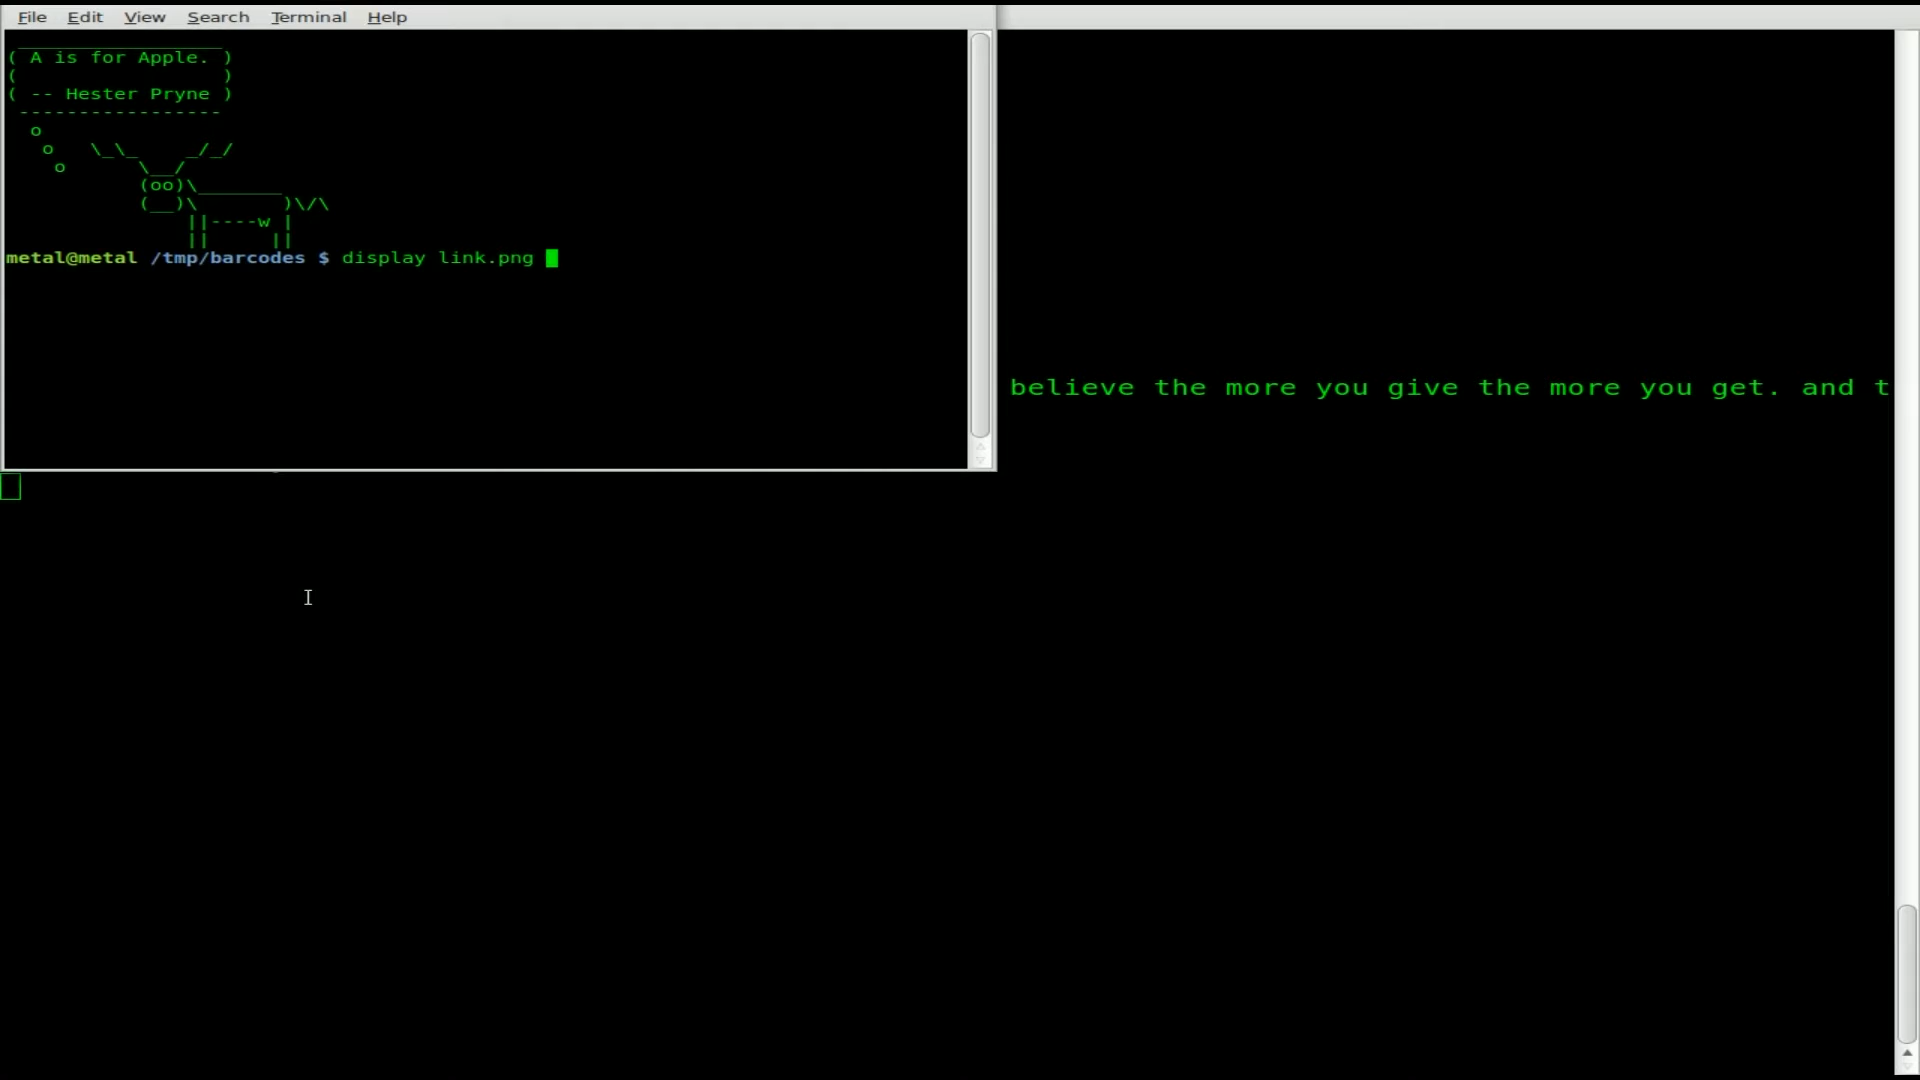 File Edit View Search Terminal Help
 _________________
( A is for Apple. )
(                 )
( -- Hester Pryne )
 -----------------
  o
   o   \_\_    _/_/
    o      \__/
           (oo)\_______
           (__)\       )\/\
               ||----w |
               ||     ||
metal@metal /tmp/barcodes $ display link.png
believe the more you give the more you get. and t